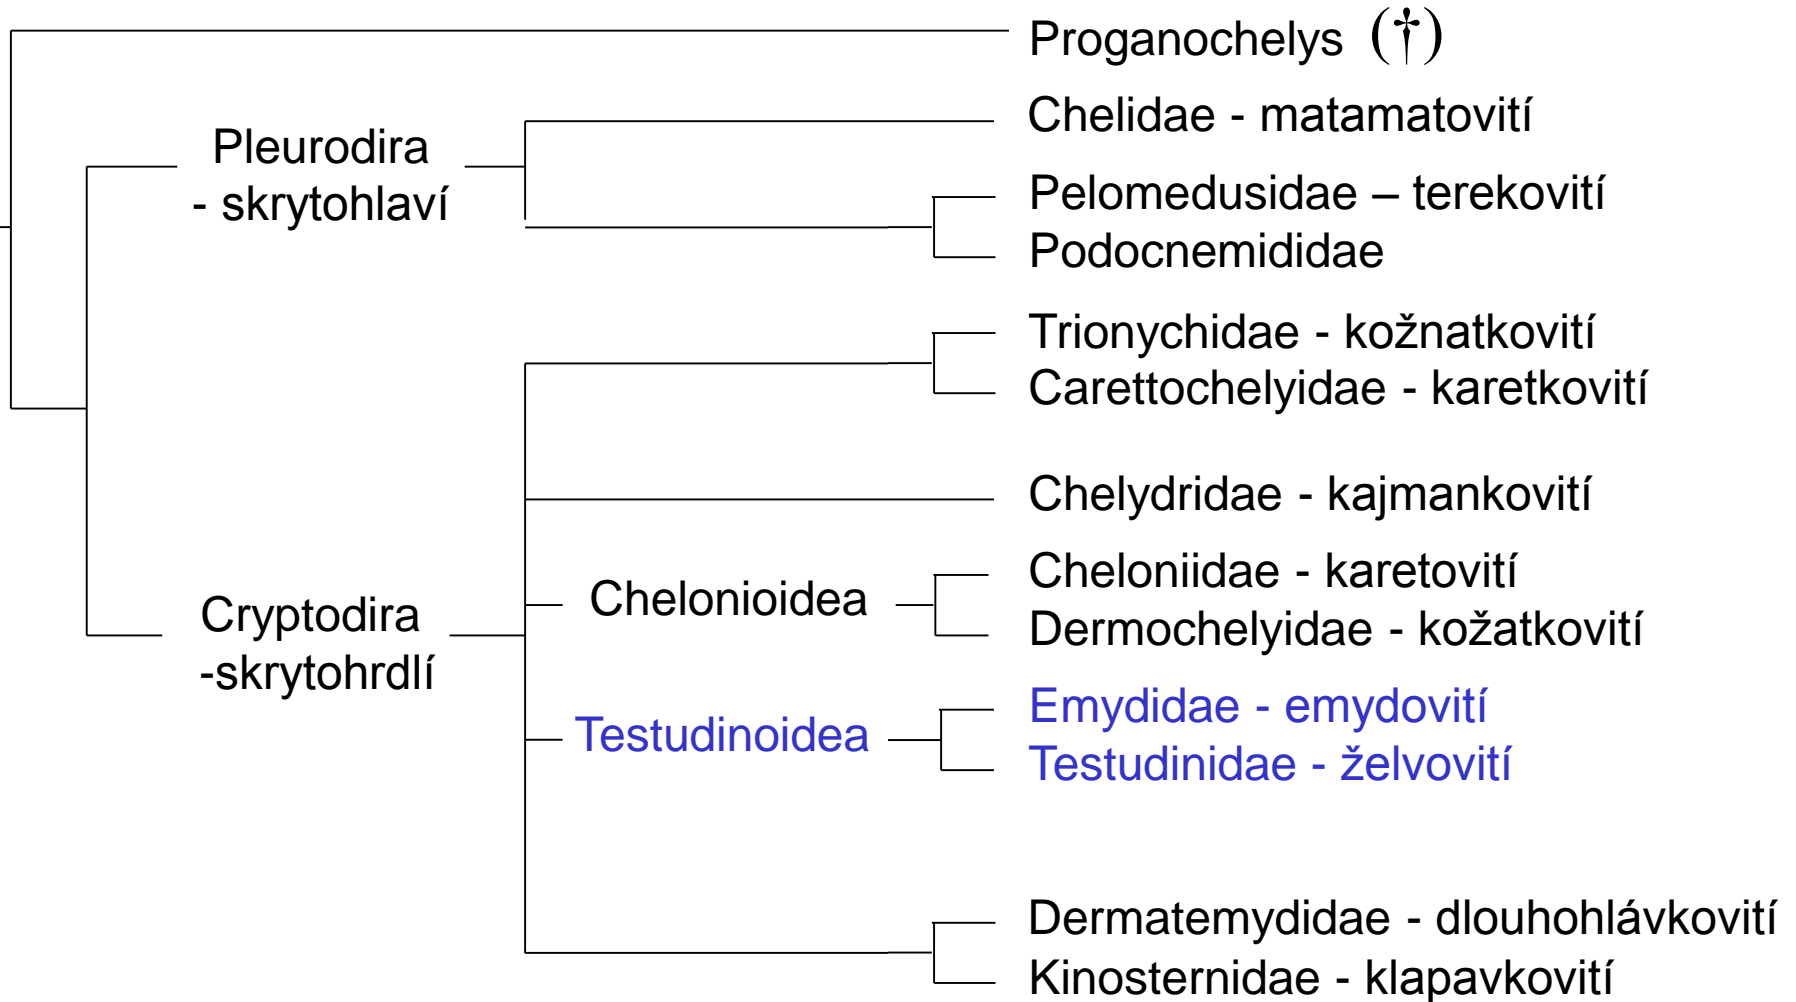 Proganochelys (†)
Chelidae - matamatovití
Pleurodira
- skrytohlaví
Pelomedusidae – terekovití
Podocnemididae
Trionychidae - kožnatkovití
Carettochelyidae - karetkovití
Chelydridae - kajmankovití
Chelonioidea
Cheloniidae - karetovití
Dermochelyidae - kožatkovití
Cryptodira
-skrytohrdlí
Testudinoidea
Emydidae - emydovití
Testudinidae - želvovití
Dermatemydidae - dlouhohlávkovití
Kinosternidae - klapavkovití